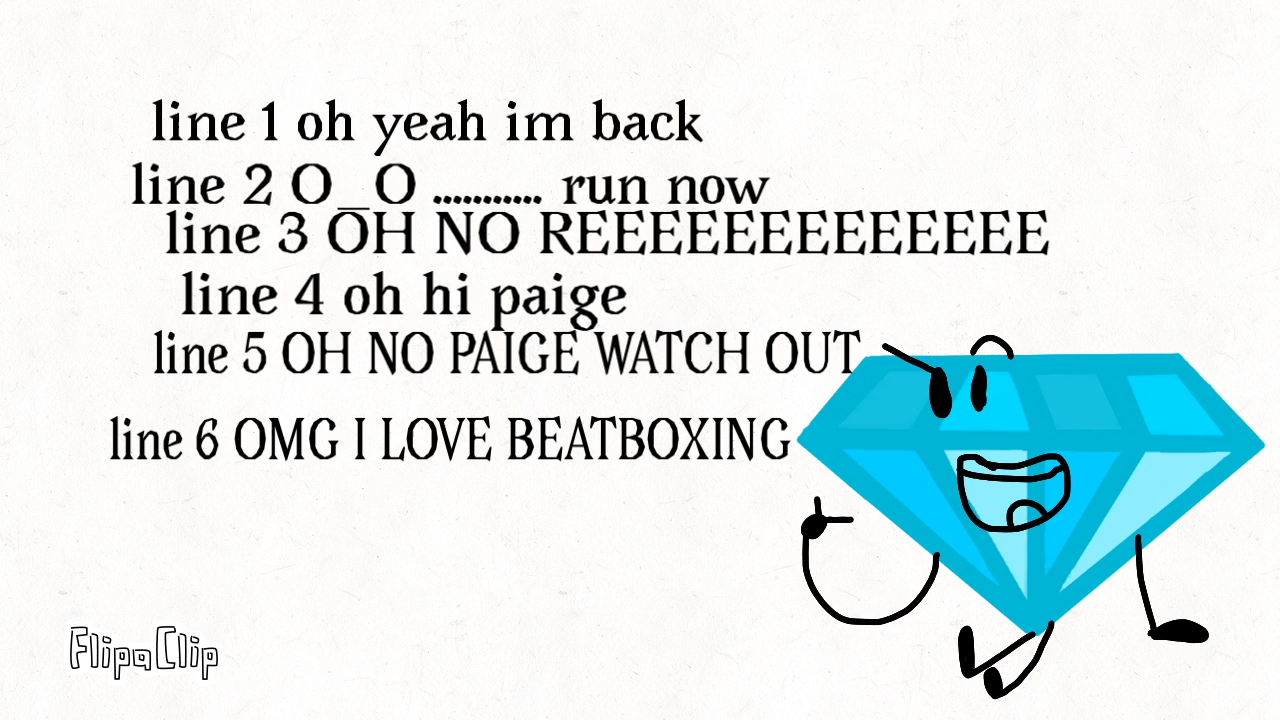 line 1 oh yeah im back
line 2 O_O ........... run now
line 3 OH NO REEEEEEEEEEEEEE
line 4 oh hi paige
line 5 OH NO PAIGE WATCH OUT
line 6 OMG I LOVE BEATBOXING
FlipaClip